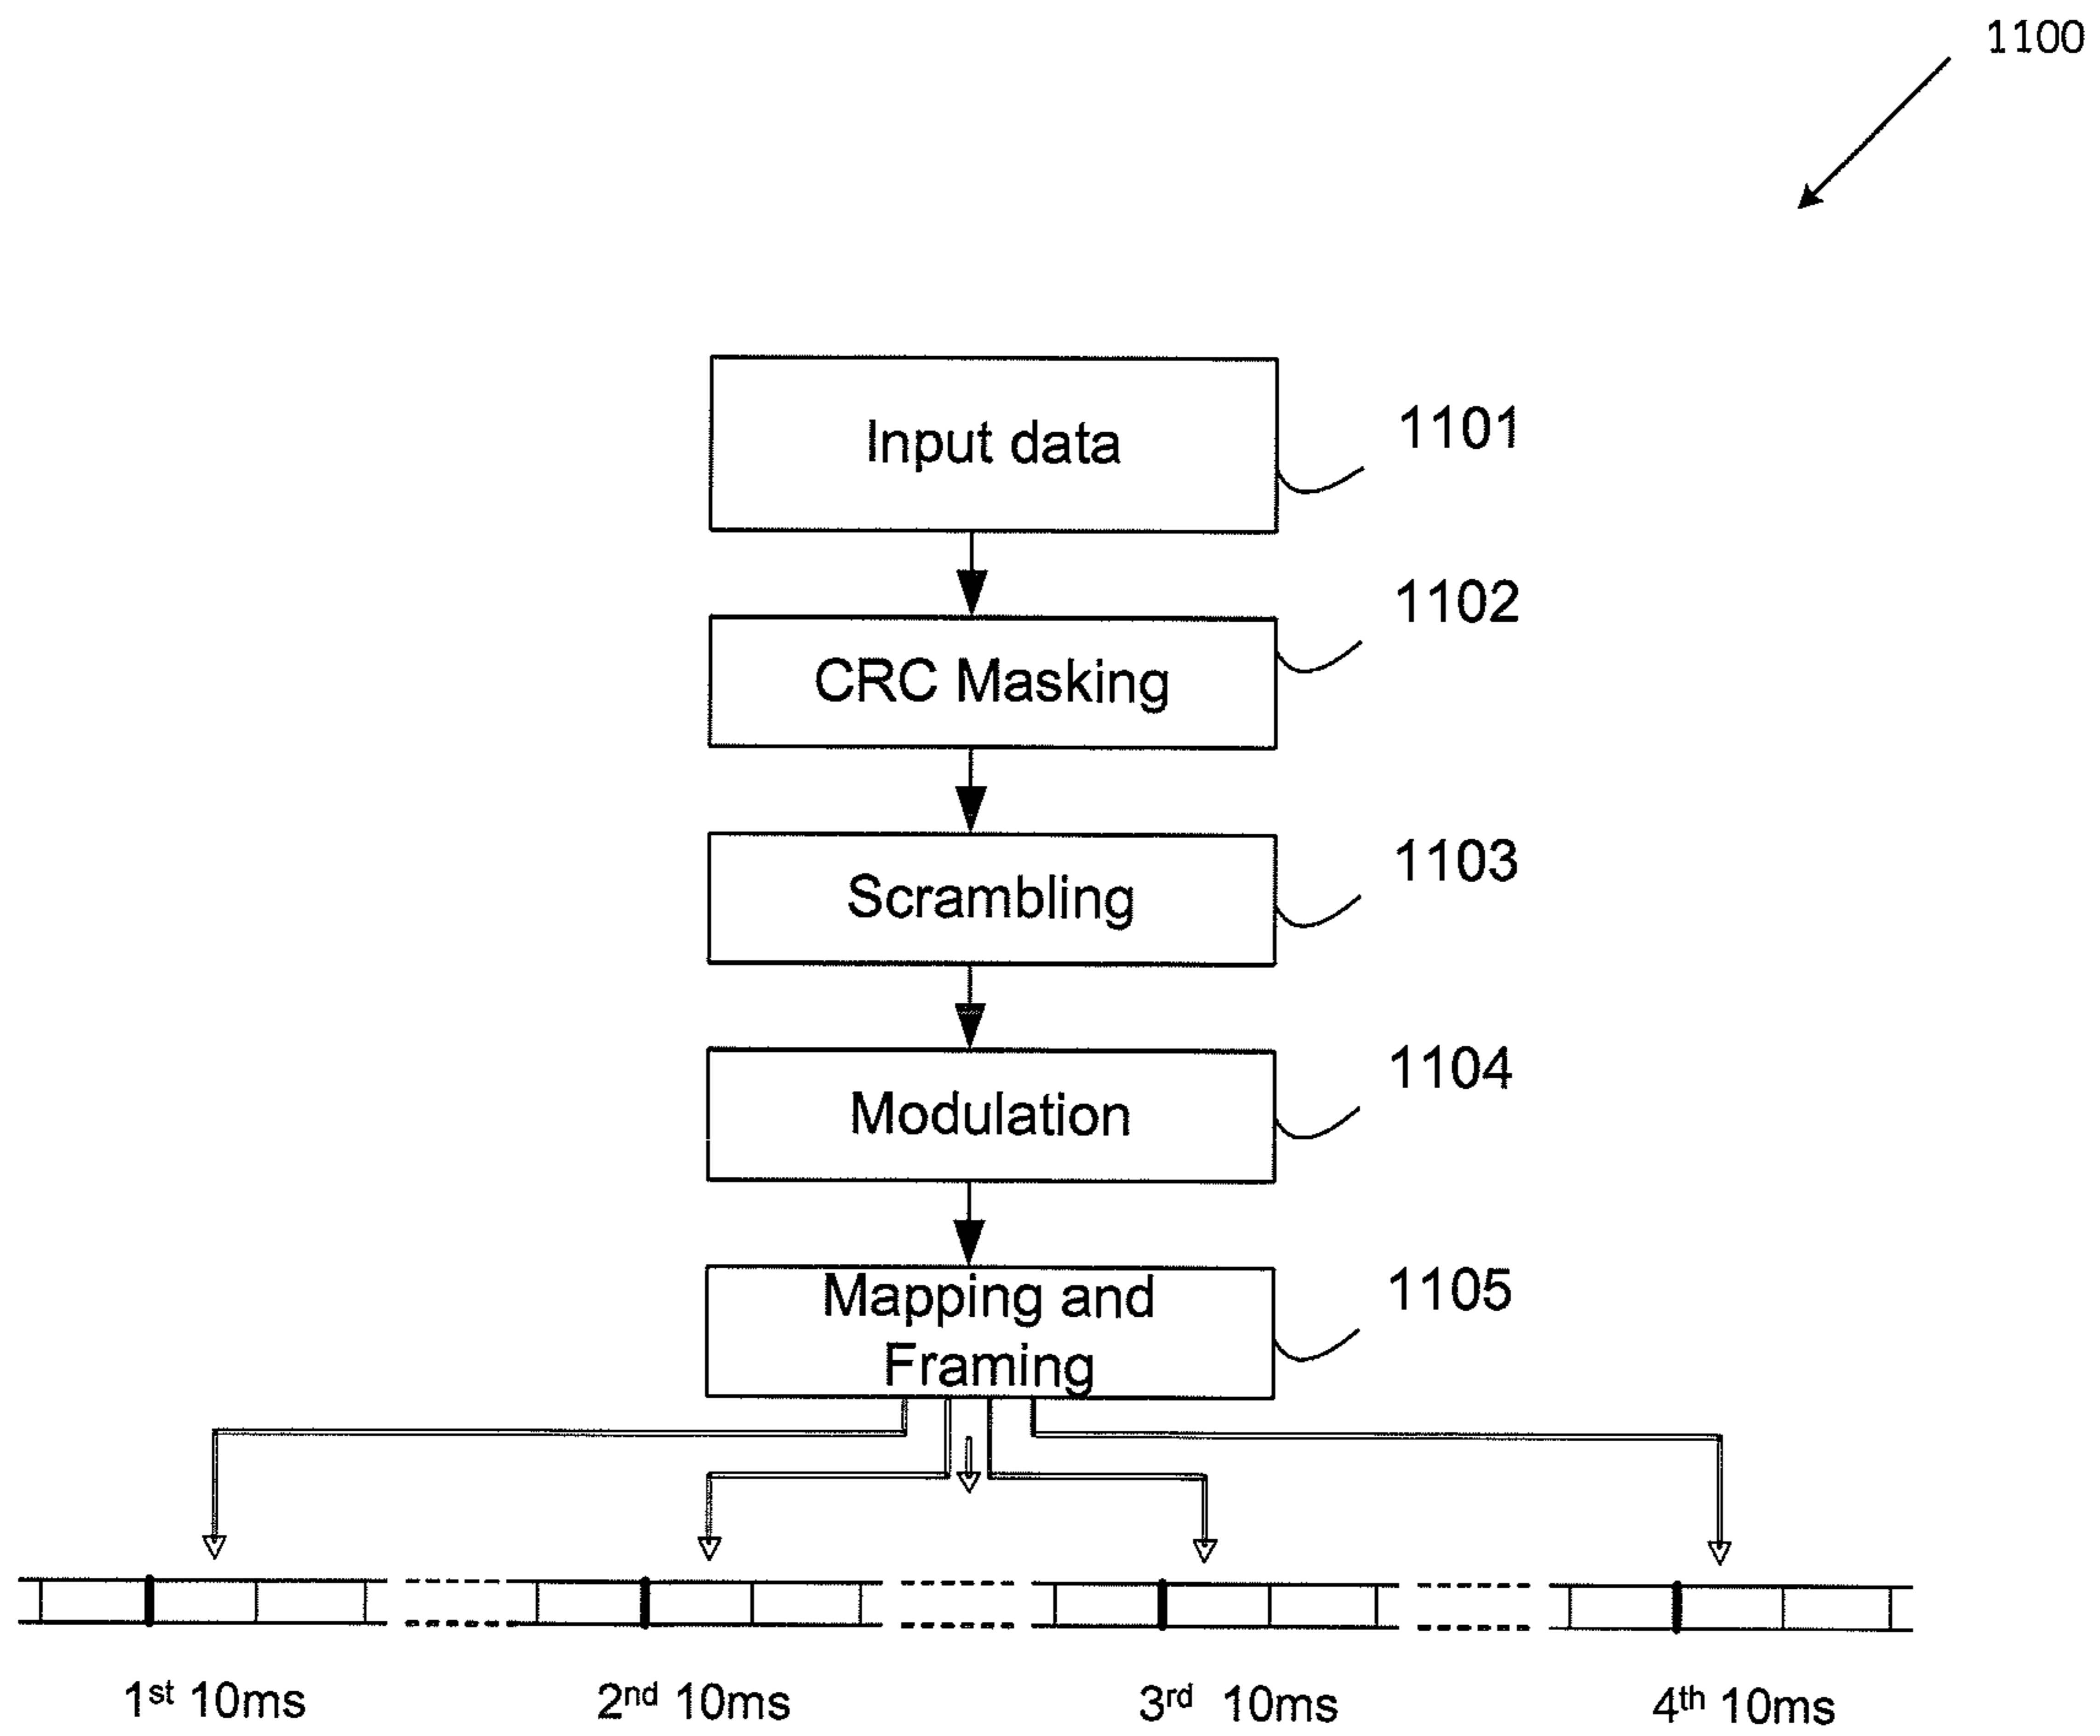 1100
Input data
1101
CRC Masking
1102
Scrambling
1103
Modulation
1104
Mapping and
Framing
1105
1st 10ms
2nd 10ms
3rd 10ms
4th 10ms